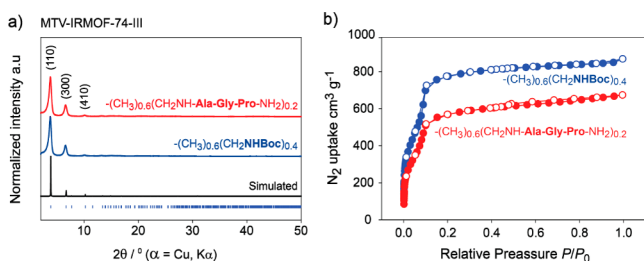 a)
MTV-IRMOF-74-III
Normalized intensity a.u
(110)
(300)
(410)
-(CH3)0.6(CH2NH-Ala-Gly-Pro-NH2)0.2
-(CH3)0.6(CH2NHBoc)0.4
Simulated
10 20 30 40 50
2θ / ⁰ (α = Cu, Kα)
b)
N2 uptake cm3 g-1
1000
800
600
400
200
0
-(CH3)0.6(CH2NHBoc)0.4
-(CH3)0.6(CH2NH-Ala-Gly-Pro-NH2)0.2
0.0 0.2 0.4 0.6 0.8 1.0
Relative Preassure P/P0